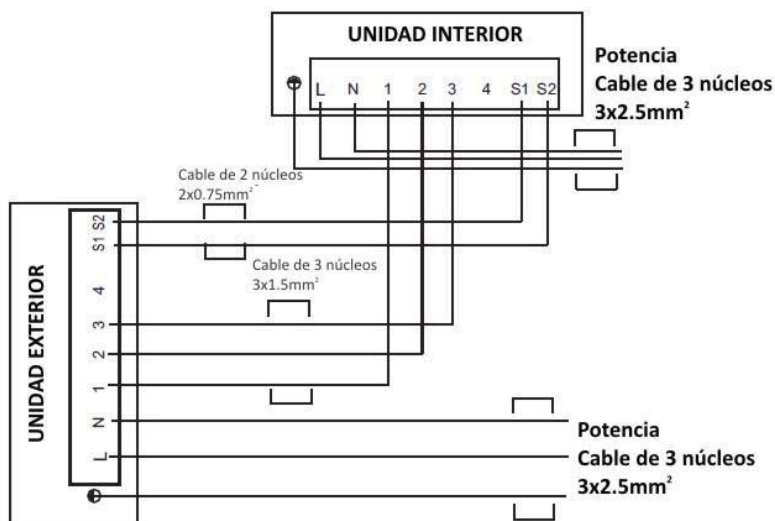 UNIDAD INTERIOR
L N 1 2 3 4 S1 S2
Potencia
Cable de 3 núcleos
3x2.5mm²
Cable de 2 núcleos
2x0.75mm²
Cable de 3 núcleos
3x1.5mm²
UNIDAD EXTERIOR
S2
S1
4
3
2
1
N
L
Potencia
Cable de 3 núcleos
3x2.5mm²